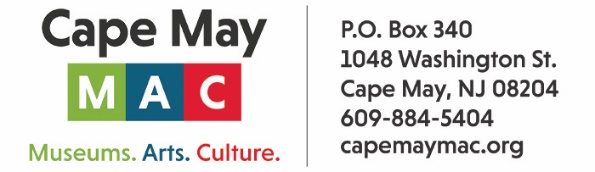 Cape May
MAC
Museums. Arts. Culture.
P.O. Box 340
1048 Washington St.
Cape May, NJ 08204
609-884-5404
capemaymac.org